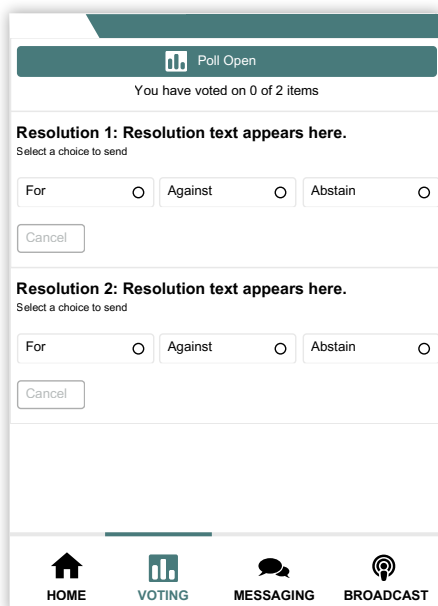 Poll Open
You have voted on 0 of 2 items
Resolution 1: Resolution text appears here.
Select a choice to send
For Against Abstain
Cancel
Resolution 2: Resolution text appears here.
Select a choice to send
For Against Abstain
Cancel
HOME VOTING MESSAGING BROADCAST